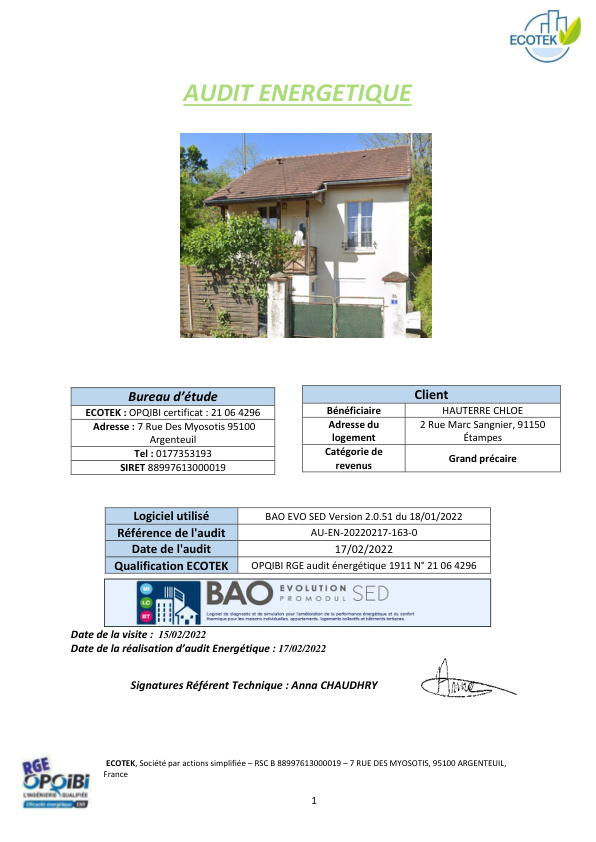 ECOTEK
AUDIT ENERGETIQUE
Bureau d'étude
ECOTEK : OPQIBI certificat : 21 06 4296
Adresse : 7 Rue Des Myosotis 95100
Argenteuil
Tel : 0177353193
SIRET 88997613000019
Client
Bénéficiaire HAUTERRE CHLOE
Adresse du logement 2 Rue Marc Sangnier, 91150 Étampes
Catégorie de revenus Grand précaire
Logiciel utilisé BAO EVO SED Version 2.0.51 du 18/01/2022
Référence de l'audit AU-EN-20220217-163-0
Date de l'audit 17/02/2022
Qualification ECOTEK OPQIBI RGE audit énergétique 1911 N° 21 06 4296
MI
LC
BT
BAO EVOLUTION SED
PROMODUL
Logiciel de diagnostic et de simulation pour l'amélioration de la performance énergétique et du confort
thermique pour les maisons individuelles, appartements, logements collectifs et bâtiments tertiaires.
Date de la visite : 15/02/2022
Date de la réalisation d'audit Energétique : 17/02/2022
Signatures Référent Technique : Anna CHAUDHRY
Anna
RGE
OPQIBI
L'INGÉNIERIE QUALIFIÉE
Efficacité énergétique ENR
ECOTEK, Société par actions simplifiée – RSC B 88997613000019 – 7 RUE DES MYOSOTIS, 95100 ARGENTEUIL,
France
1